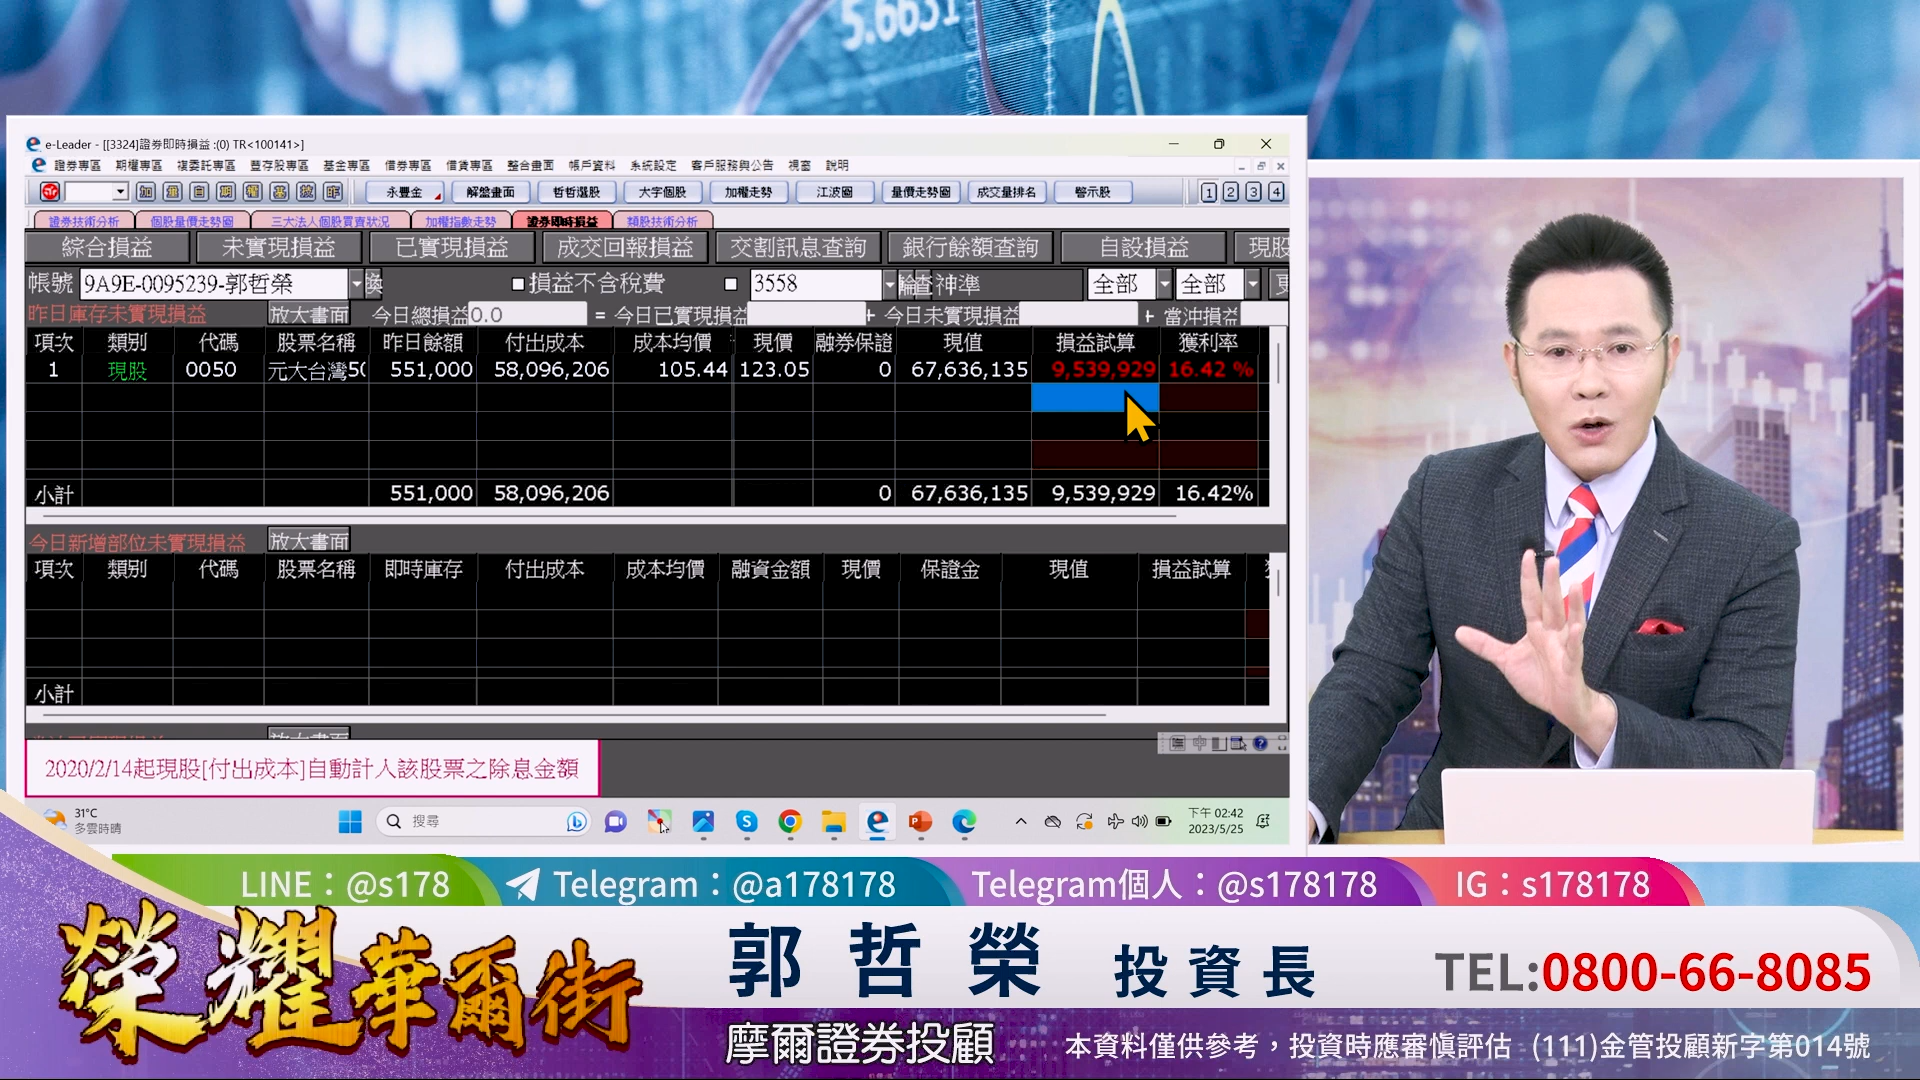 5.6631
e-Leader - [[3324]證券即時損益 :(0) TR<100141>]
證券專區 期權專區 複委託專區 豐存股專區 基金專區 借券專區 借貸專區 整合畫面 帳戶資料 系統設定 客戶服務與公告 視窗 說明
永豐金 解盤畫面 哲哲選股 大字個股 加權走勢 江波圖 量價走勢圖 成交量排名 警示股 1 2 3 4
證券技術分析 個股量價走勢圖 三大法人個股買賣狀況 加權指數走勢 證券即時損益 類股技術分析
綜合損益 未實現損益 已實現損益 成交回報損益 交割訊息查詢 銀行餘額查詢 自設損益 現股
帳號 9A9E-0095239-郭哲榮 損益不含稅費 3558 神準 全部 全部
昨日庫存未實現損益 放大畫面 今日總損益 0.0 = 今日已實現損益 + 今日未實現損益 + 當沖損益
項次 類別 代碼 股票名稱 昨日餘額 付出成本 成本均價 現價 融券保證 現值 損益試算 獲利率
1 現股 0050 元大台灣50 551,000 58,096,206 105.44 123.05 0 67,636,135 9,539,929 16.42 %
小計 551,000 58,096,206 0 67,636,135 9,539,929 16.42%
今日新增部位未實現損益 放大畫面
項次 類別 代碼 股票名稱 即時庫存 付出成本 成本均價 融資金額 現價 保證金 現值 損益試算
小計
放大畫面
2020/2/14起現股[付出成本]自動計入該股票之除息金額
31°C
多雲時晴
搜尋
下午 02:42
2023/5/25
LINE：@s178 Telegram：@a178178 Telegram個人：@s178178 IG：s178178
榮耀華爾街
郭哲榮 投資長 TEL:0800-66-8085
摩爾證券投顧 本資料僅供參考，投資時應審慎評估 (111)金管投顧新字第014號